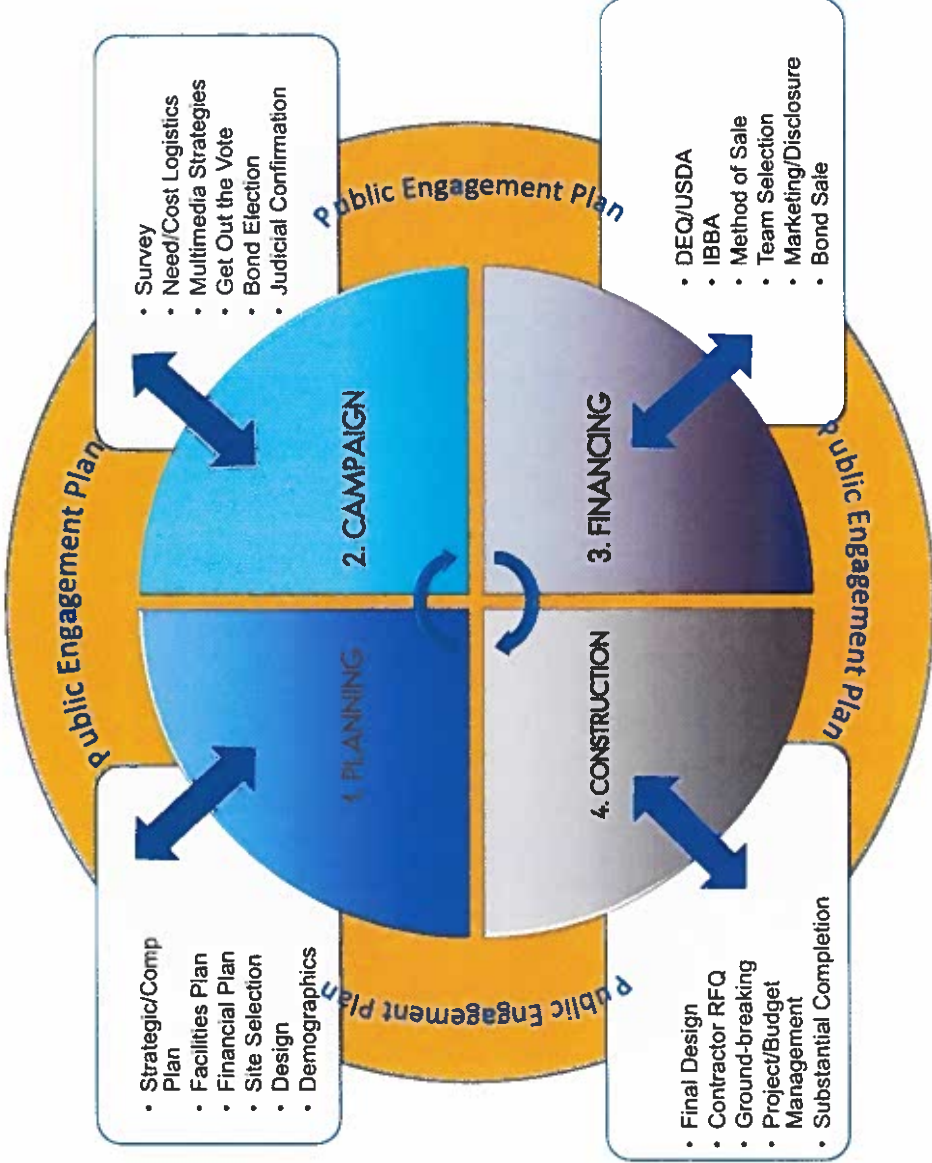 Public Engagement Plan
Strategic/Comp
Plan
Facilities Plan
Financial Plan
Site Selection
Design
Demographics
1. PLANNING
Survey
Need/Cost Logistics
Multimedia Strategies
Get Out the Vote
Bond Election
Judicial Confirmation
2. CAMPAIGN
Public Engagement Plan
Public Engagement Plan
Final Design
Contractor RFQ
Ground-breaking
Project/Budget
Management
Substantial Completion
4. CONSTRUCTION
DEQ/USDA
IBBA
Method of Sale
Team Selection
Marketing/Disclosure
Bond Sale
3. FINANCING
Public Engagement Plan